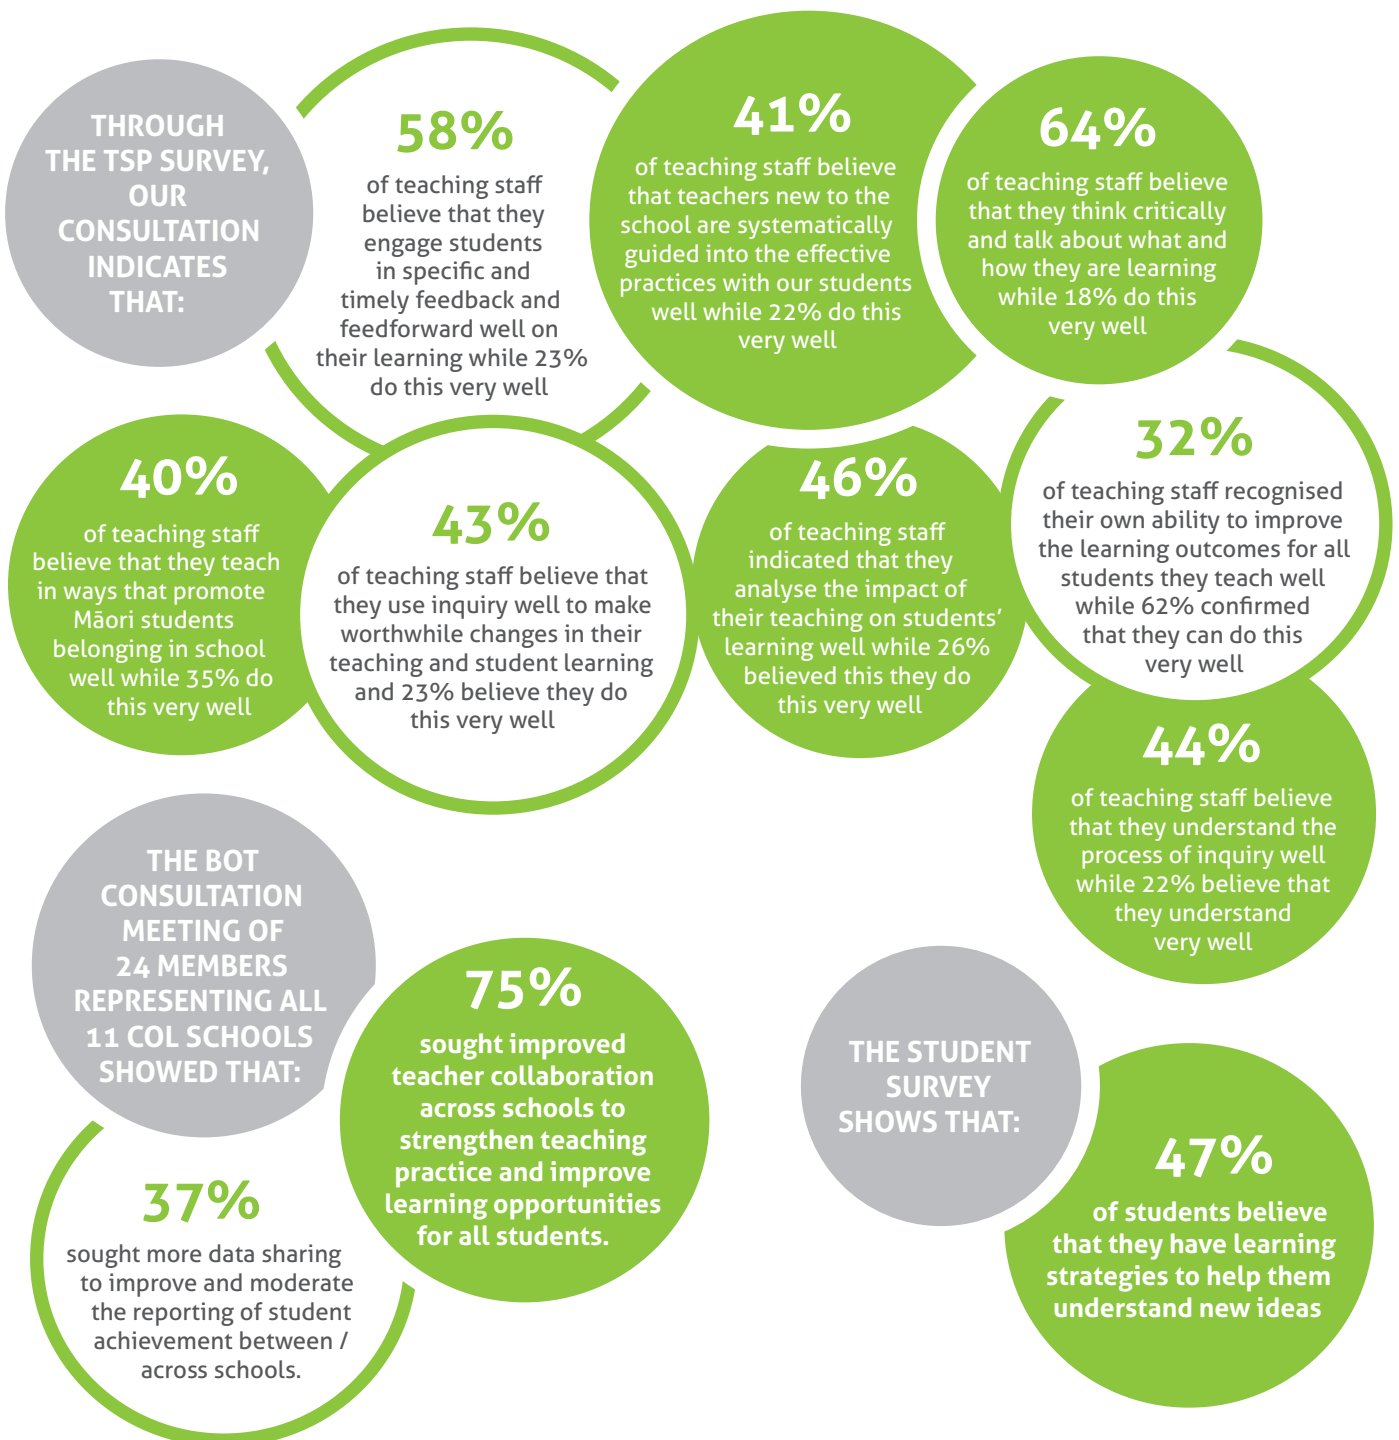 THROUGH
THE TSP SURVEY,
OUR
CONSULTATION
INDICATES
THAT:
58%
of teaching staff
believe that they
engage students
in specific and
timely feedback and
feedforward well on
their learning while 23%
do this very well
41%
of teaching staff believe
that teachers new to the
school are systematically
guided into the effective
practices with our students
well while 22% do this
very well
64%
of teaching staff believe
that they think critically
and talk about what and
how they are learning
while 18% do this
very well
40%
of teaching staff
believe that they teach
in ways that promote
Māori students
belonging in school
well while 35% do
this very well
43%
of teaching staff believe that
they use inquiry well to make
worthwhile changes in their
teaching and student learning
and 23% believe they do
this very well
46%
of teaching staff
indicated that they
analyse the impact of
their teaching on students’
learning well while 26%
believed this they do
this very well
32%
of teaching staff recognised
their own ability to improve
the learning outcomes for all
students they teach well
while 62% confirmed
that they can do this
very well
44%
of teaching staff believe
that they understand the
process of inquiry well
while 22% believe that
they understand
very well
THE BOT
CONSULTATION
MEETING OF
24 MEMBERS
REPRESENTING ALL
11 COL SCHOOLS
SHOWED THAT:
75%
sought improved
teacher collaboration
across schools to
strengthen teaching
practice and improve
learning opportunities
for all students.
37%
sought more data sharing
to improve and moderate
the reporting of student
achievement between /
across schools.
THE STUDENT
SURVEY
SHOWS THAT:
47%
of students believe
that they have learning
strategies to help them
understand new ideas